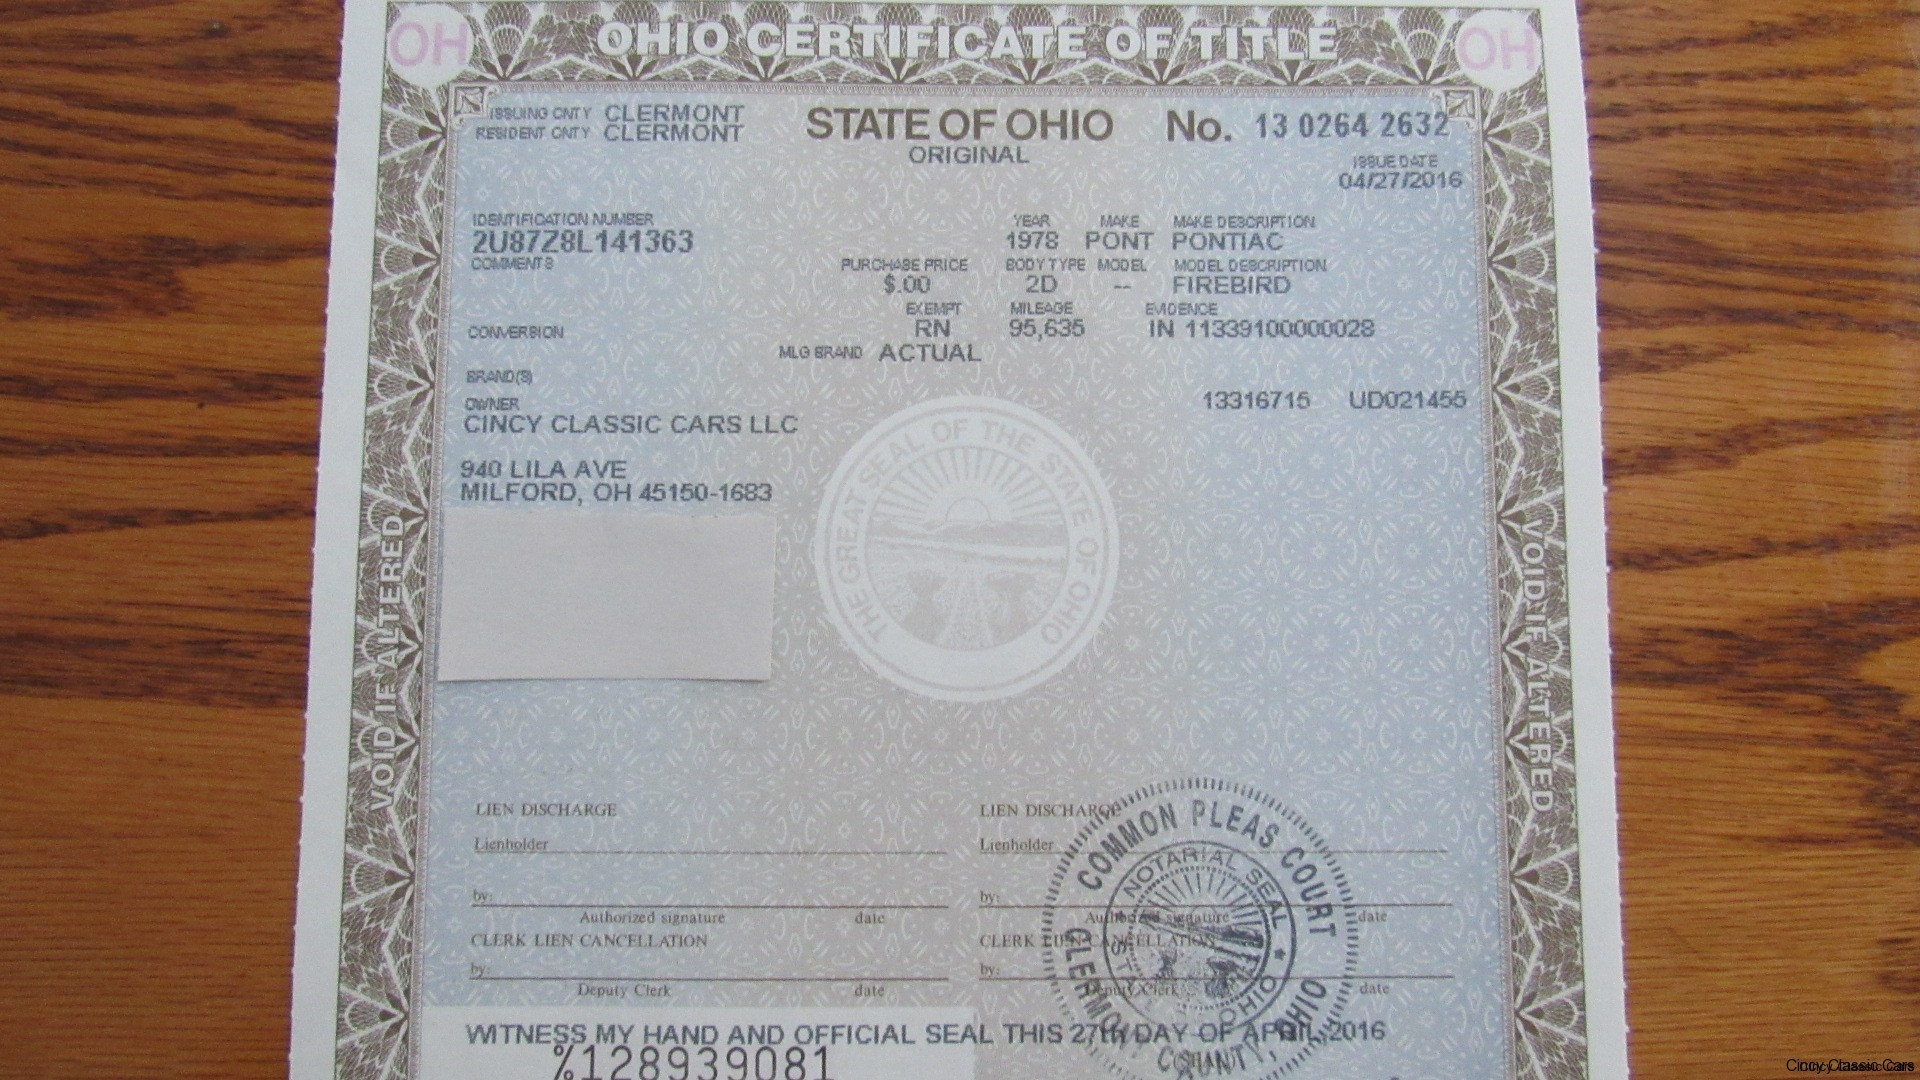 OH OHIO CERTIFICATE OF TITLE OH
ISSUING CNTY CLERMONT
RESIDENT CNTY CLERMONT
STATE OF OHIO No. 13 0264 2632
ORIGINAL
ISSUE DATE
04/27/2016
IDENTIFICATION NUMBER YEAR MAKE MAKE DESCRIPTION
2U87Z8L141363 1978 PONT PONTIAC
COMMENTS PURCHASE PRICE BODY TYPE MODEL MODEL DESCRIPTION
$.00 2D -- FIREBIRD
EXEMPT MILEAGE EVIDENCE
CONVERSION RN 95,635 IN 11339100000028
MLG BRAND ACTUAL
BRAND(S)
OWNER 13316715 UD021455
CINCY CLASSIC CARS LLC
940 LILA AVE
MILFORD, OH 45150-1683
THE GREAT SEAL OF THE STATE OF OHIO
VOID IF ALTERED
VOID IF ALTERED
LIEN DISCHARGE LIEN DISCHARGE
Lienholder Lienholder
by: by:
Authorized signature date Authorized signature date
CLERK LIEN CANCELLATION CLERK LIEN CANCELLATION
by: by:
Deputy Clerk date Deputy Clerk date
COMMON PLEAS COURT
CLERMONT COUNTY, OHIO
NOTARIAL SEAL
OHIO
WITNESS MY HAND AND OFFICIAL SEAL THIS 27th DAY OF APRIL, 2016
%128939081
Cincy Classic Cars